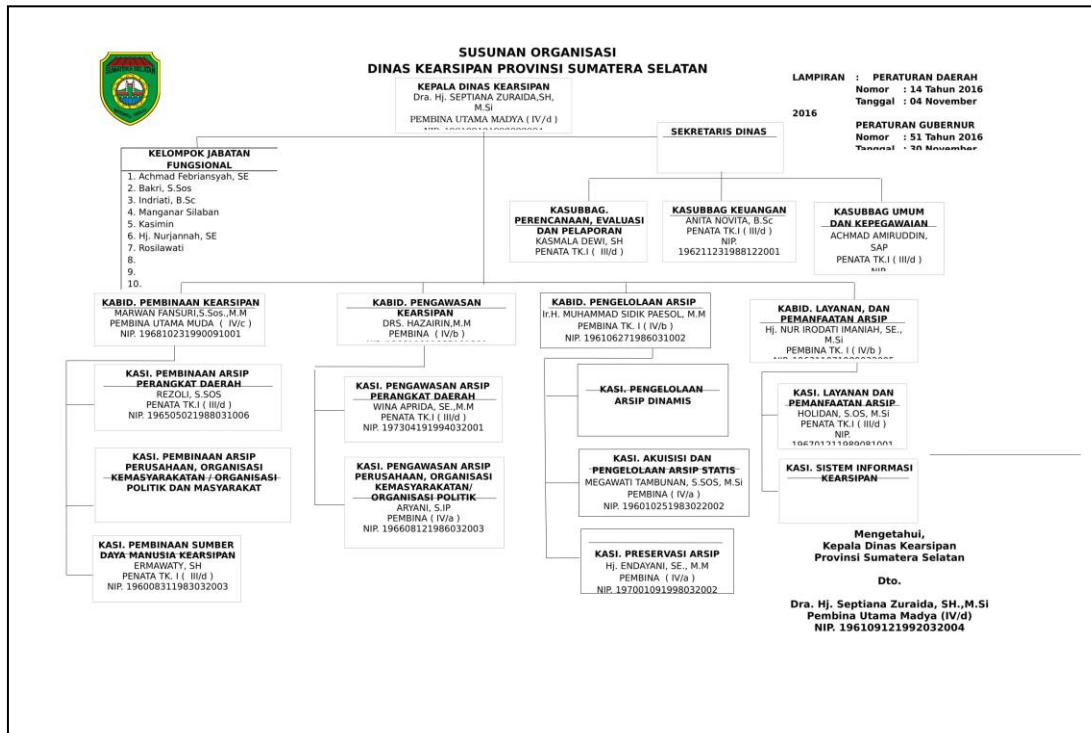 SUSUNAN ORGANISASI
DINAS KEARSIPAN PROVINSI SUMATERA SELATAN
SUMATERA SELATAN
LAMPIRAN : PERATURAN DAERAH
Nomor : 14 Tahun 2016
Tanggal : 04 November
2016
PERATURAN GUBERNUR
Nomor : 51 Tahun 2016
Tanggal : 30 November
KEPALA DINAS KEARSIPAN
Dra. Hj. SEPTIANA ZURAIDA,SH,
M.Si
PEMBINA UTAMA MADYA ( IV/d )
SEKRETARIS DINAS
KELOMPOK JABATAN
FUNGSIONAL
1. Achmad Febriansyah, SE
2. Bakri, S.Sos
3. Indriati, B.Sc
4. Manganar Silaban
5. Kasimin
6. Hj. Nurjannah, SE
7. Rosilawati
8.
9.
10.
KASUBBAG.
PERENCANAAN, EVALUASI
DAN PELAPORAN
KASMALA DEWI, SH
PENATA TK.I ( III/d )
KASUBBAG KEUANGAN
ANITA NOVITA, B.Sc
PENATA TK.I ( III/d )
NIP.
196211231988122001
KASUBBAG UMUM
DAN KEPEGAWAIAN
ACHMAD AMIRUDDIN,
SAP
PENATA TK.I ( III/d )
NIP
KABID. PEMBINAAN KEARSIPAN
MARWAN FANSURI,S.Sos.,M.M
PEMBINA UTAMA MUDA ( IV/c )
NIP. 196810231990091001
KABID. PENGAWASAN
KEARSIPAN
DRS. HAZAIRIN,M.M
PEMBINA ( IV/b )
KABID. PENGELOLAAN ARSIP
Ir.H. MUHAMMAD SIDIK PAESOL, M.M
PEMBINA TK. I ( IV/b )
NIP. 196106271986031002
KABID. LAYANAN, DAN
PEMANFAATAN ARSIP
Hj. NUR IRODATI IMANIAH, SE.,
M.Si
PEMBINA TK. I ( IV/b )
KASI. PEMBINAAN ARSIP
PERANGKAT DAERAH
REZOLI, S.SOS
PENATA TK.I ( III/d )
NIP. 196505021988031006
KASI. PENGAWASAN ARSIP
PERANGKAT DAERAH
WINA APRIDA, SE.,M.M
PENATA TK.I ( III/d )
NIP. 197304191994032001
KASI. PENGELOLAAN
ARSIP DINAMIS
KASI. LAYANAN DAN
PEMANFAATAN ARSIP
HOLIDAN, S.OS, M.Si
PENATA TK.I ( III/d )
NIP.
196701211989081001
KASI. PEMBINAAN ARSIP
PERUSAHAAN, ORGANISASI
KEMASYARAKATAN / ORGANISASI
POLITIK DAN MASYARAKAT
KASI. PENGAWASAN ARSIP
PERUSAHAAN, ORGANISASI
KEMASYARAKATAN/
ORGANISASI POLITIK
ARYANI, S.IP
PEMBINA ( IV/a )
NIP. 196608121986032003
KASI. AKUISISI DAN
PENGELOLAAN ARSIP STATIS
MEGAWATI TAMBUNAN, S.SOS, M.Si
PEMBINA ( IV/a )
NIP. 196010251983022002
KASI. SISTEM INFORMASI
KEARSIPAN
KASI. PEMBINAAN SUMBER
DAYA MANUSIA KEARSIPAN
ERMAWATY, SH
PENATA TK. I ( III/d )
NIP. 196008311983032003
KASI. PRESERVASI ARSIP
Hj. ENDAYANI, SE., M.M
PEMBINA ( IV/a )
NIP. 197001091998032002
Mengetahui,
Kepala Dinas Kearsipan
Provinsi Sumatera Selatan
Dto.
Dra. Hj. Septiana Zuraida, SH.,M.Si
Pembina Utama Madya (IV/d)
NIP. 196109121992032004